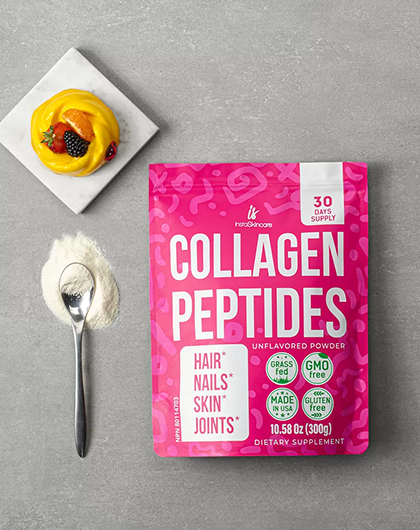 30
DAYS
SUPPLY
is
InstaSkincare
COLLAGEN
PEPTIDES
UNFLAVORED POWDER
HAIR*
NAILS*
SKIN*
JOINTS*
GRASS
fed
GMO
free
MADE
IN USA
GLUTEN
free
NPN 80114703
10.58 Oz (300g)
DIETARY SUPPLEMENT